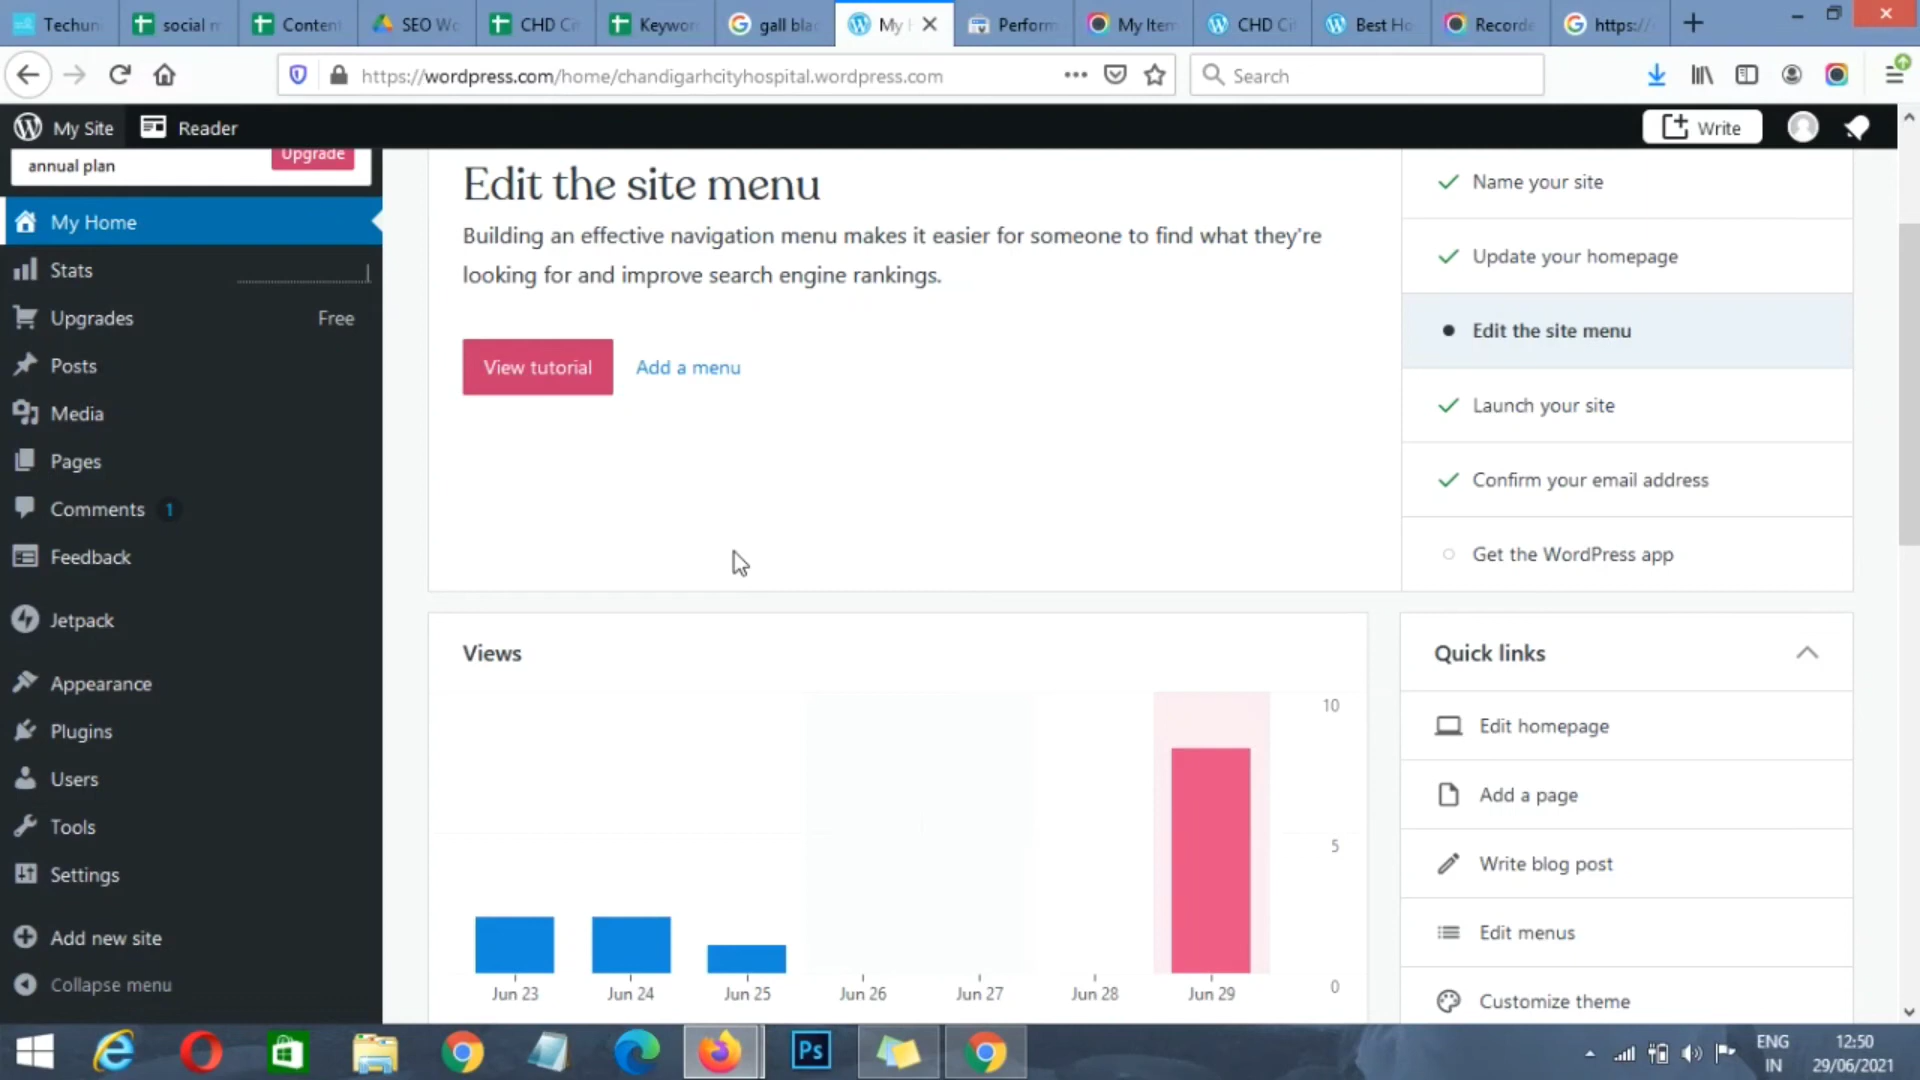 Techun
social m
Content
SEO Wo
CHD Cit
Keywor
gall bla
My H
Perform
My Item
CHD Cit
Best Ho
Recorde
https://
https://wordpress.com/home/chandigarhcityhospital.wordpress.com
Search
My Site
Reader
Write
annual plan
Upgrade
My Home
Stats
Upgrades
Free
Posts
Media
Pages
Comments 1
Feedback
Jetpack
Appearance
Plugins
Users
Tools
Settings
Add new site
Collapse menu
Edit the site menu
Building an effective navigation menu makes it easier for someone to find what they're
looking for and improve search engine rankings.
View tutorial
Add a menu
Name your site
Update your homepage
Edit the site menu
Launch your site
Confirm your email address
Get the WordPress app
Views
10
5
0
Jun 23
Jun 24
Jun 25
Jun 26
Jun 27
Jun 28
Jun 29
Quick links
Edit homepage
Add a page
Write blog post
Edit menus
Customize theme
Ps
ENG
IN
12:50
29/06/2021